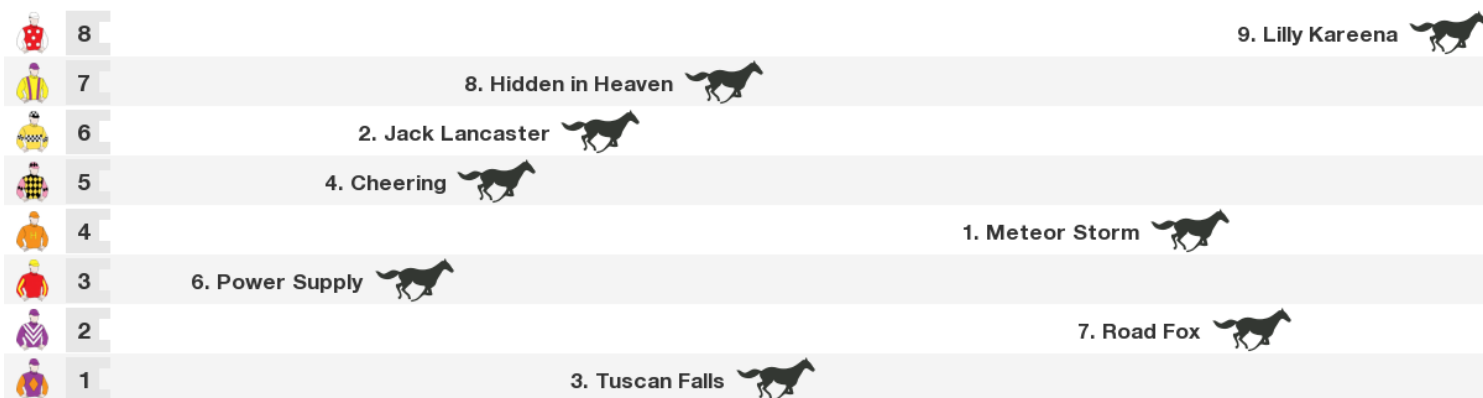 8 9. Lilly Kareena
7 8. Hidden in Heaven
6 2. Jack Lancaster
5 4. Cheering
4 1. Meteor Storm
3 6. Power Supply
2 7. Road Fox
1 3. Tuscan Falls